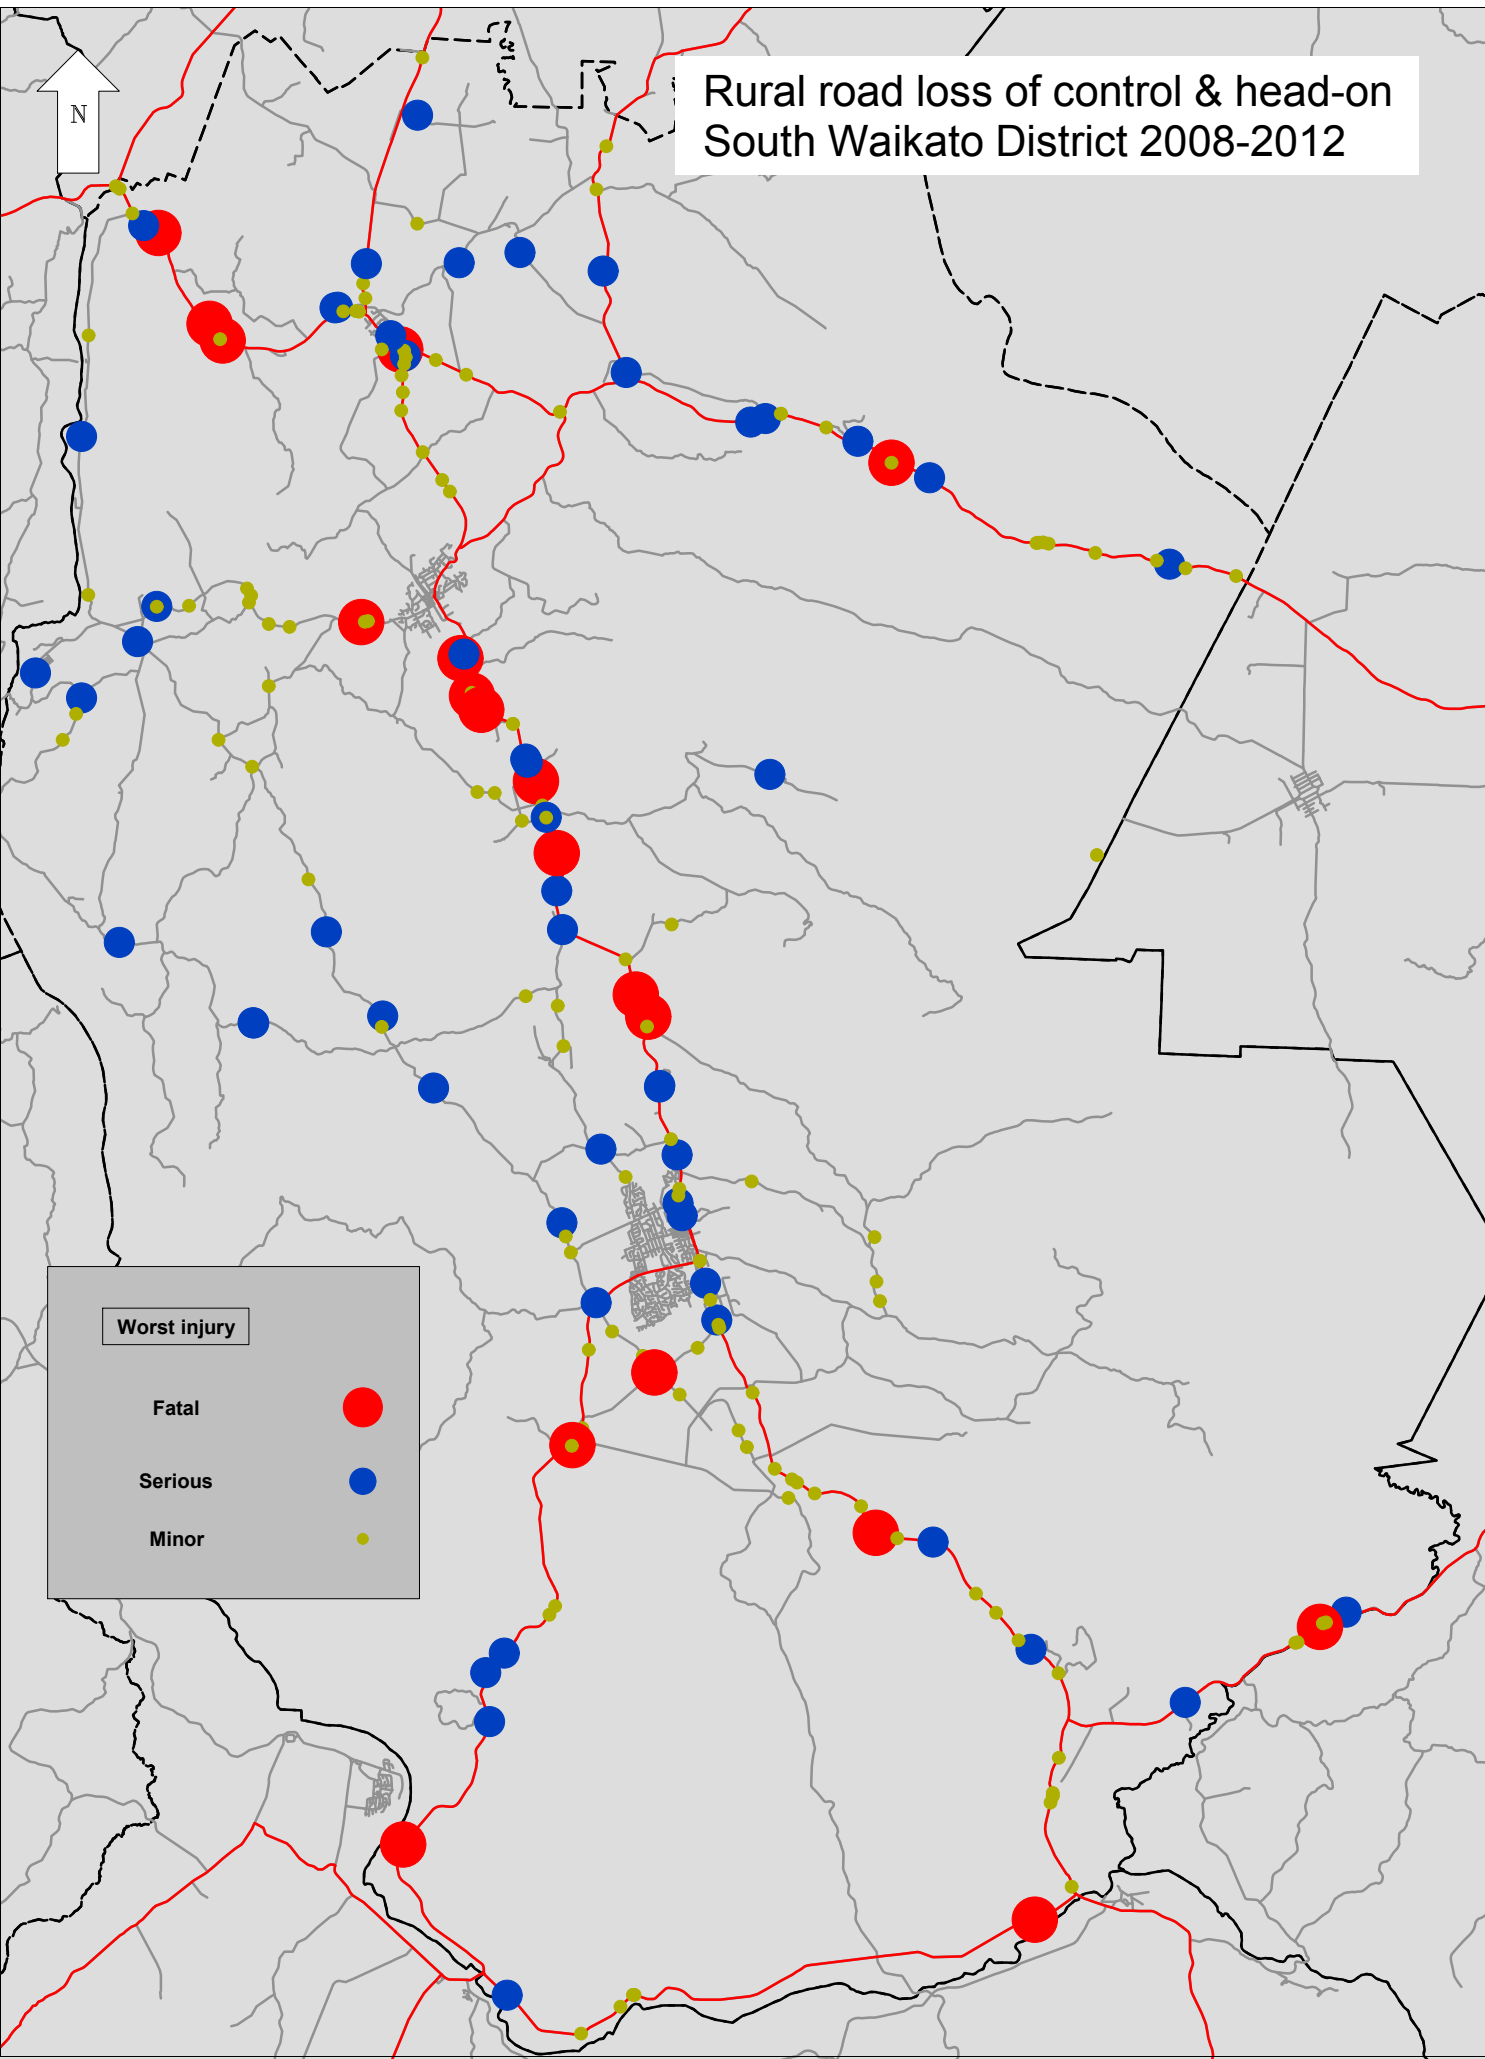 Rural road loss of control & head-on
South Waikato District 2008-2012
N
Worst injury
Fatal
Serious
Minor